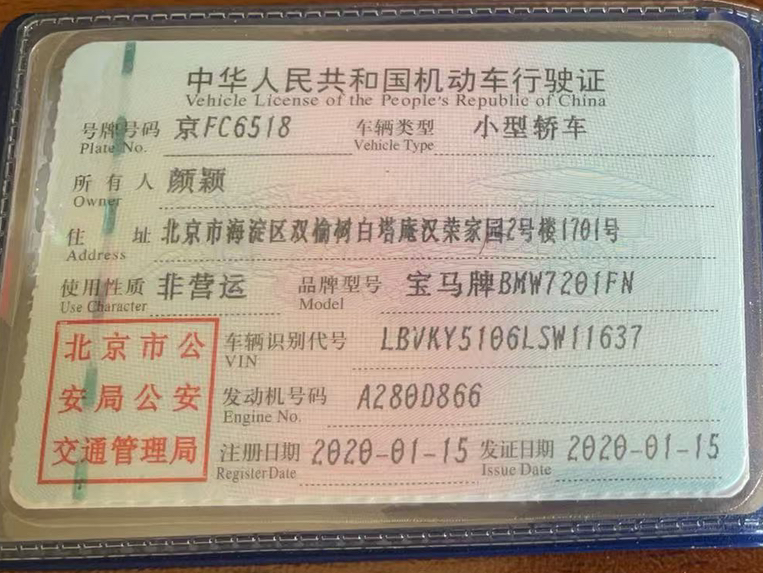 中华人民共和国机动车行驶证
Vehicle License of the People's Republic of China
号牌号码 京FC6518 车辆类型 小型轿车
Plate No. Vehicle Type
所有人 颜颖
Owner
住址 北京市海淀区双榆树白塔庵汉荣家园2号楼1701号
Address
使用性质 非营运 品牌型号 宝马牌BMW7201FN
Use Character Model
北京市公
安局公安
交通管理局
车辆识别代号 LBVKY5106LSW11637
VIN
发动机号码 A280D866
Engine No.
注册日期 2020-01-15 发证日期 2020-01-15
Register Date Issue Date